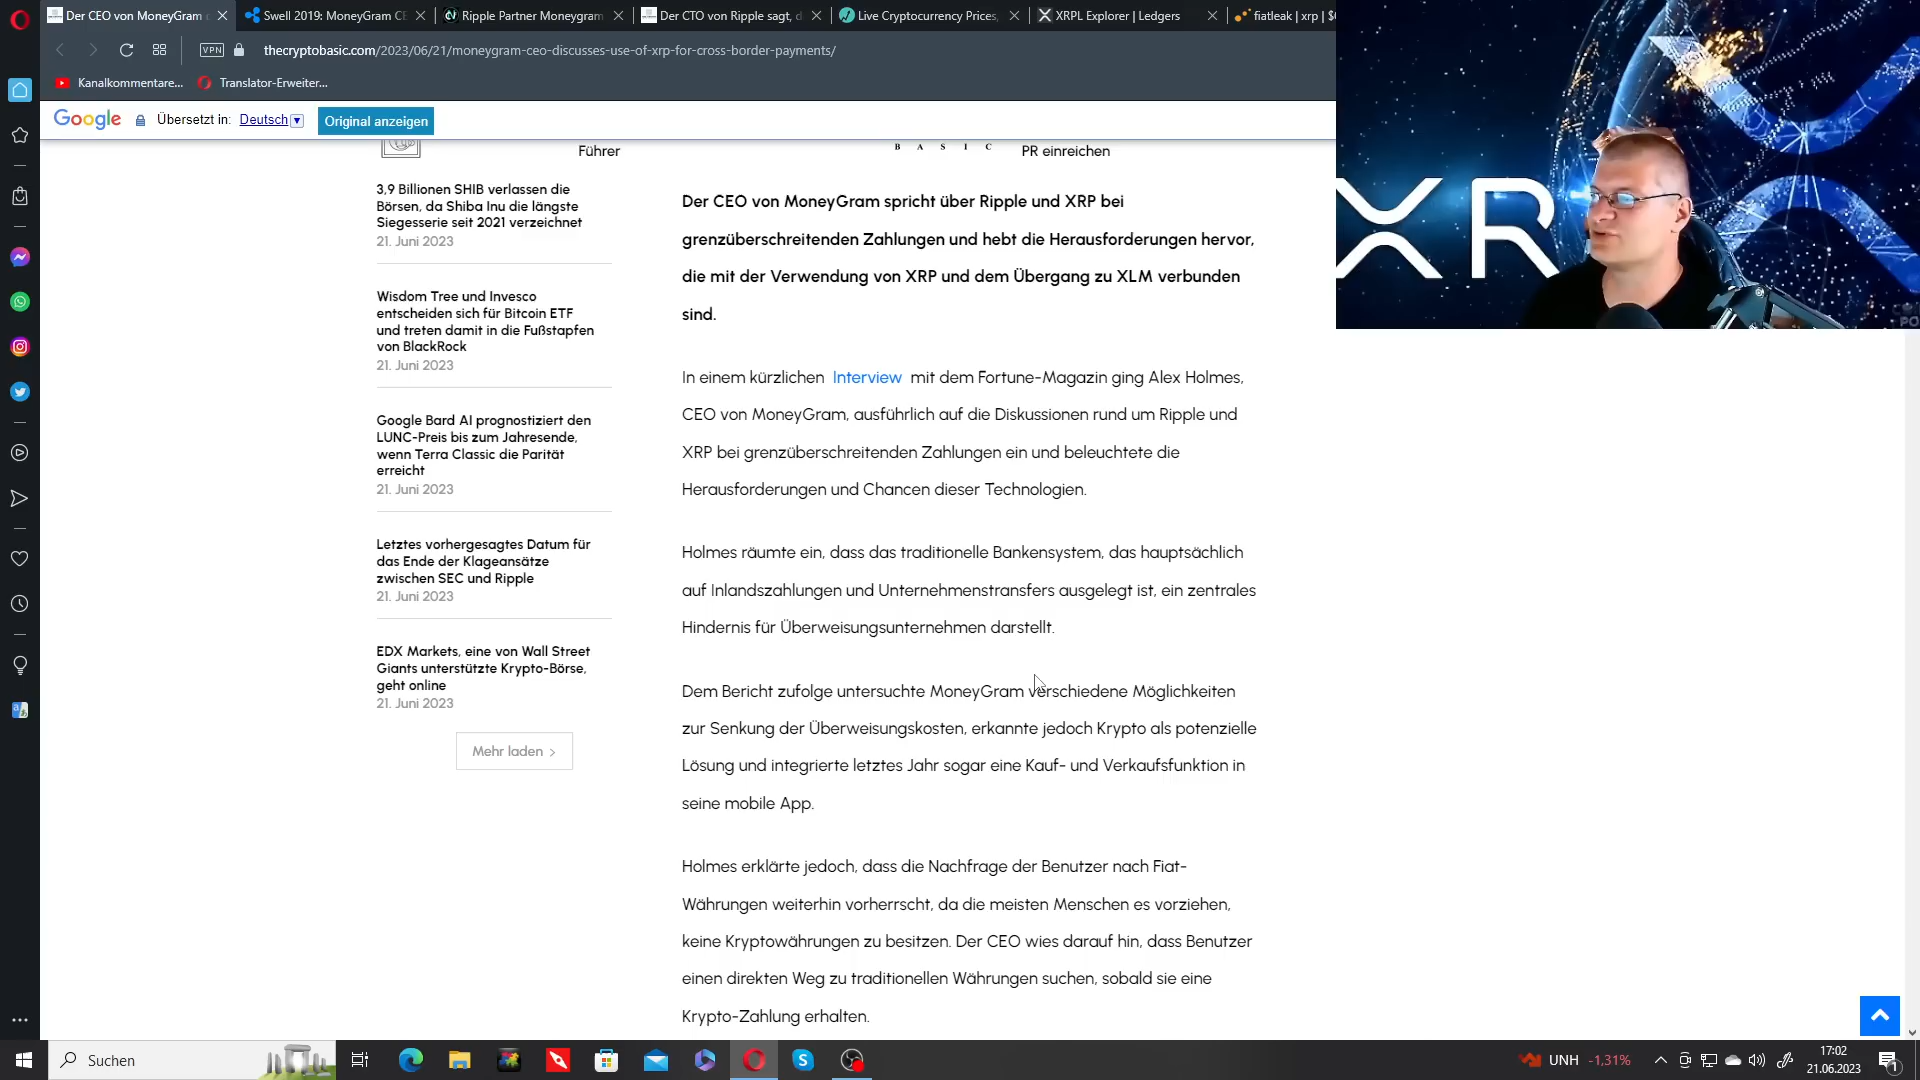 Der CEO von MoneyGram
Swell 2019: MoneyGram CE
Ripple Partner Moneygram
Der CTO von Ripple sagt, d
Live Cryptocurrency Prices,
XRPL Explorer | Ledgers
fiatleak | xrp | $
VPN
thecryptobasic.com/2023/06/21/moneygram-ceo-discusses-use-of-xrp-for-cross-border-payments/
Kanalkommentare...
Translator-Erweiter...
Google
Übersetzt in:
Deutsch
Original anzeigen
Führer
B A S I C
PR einreichen
3,9 Billionen SHIB verlassen die
Börsen, da Shiba Inu die längste
Siegesserie seit 2021 verzeichnet
21. Juni 2023
Wisdom Tree und Invesco
entscheiden sich für Bitcoin ETF
und treten damit in die Fußstapfen
von BlackRock
21. Juni 2023
Google Bard AI prognostiziert den
LUNC-Preis bis zum Jahresende,
wenn Terra Classic die Parität
erreicht
21. Juni 2023
Letztes vorhergesagtes Datum für
das Ende der Klageansätze
zwischen SEC und Ripple
21. Juni 2023
EDX Markets, eine von Wall Street
Giants unterstützte Krypto-Börse,
geht online
21. Juni 2023
Mehr laden
Der CEO von MoneyGram spricht über Ripple und XRP bei
grenzüberschreitenden Zahlungen und hebt die Herausforderungen hervor,
die mit der Verwendung von XRP und dem Übergang zu XLM verbunden
sind.
In einem kürzlichen Interview mit dem Fortune-Magazin ging Alex Holmes,
CEO von MoneyGram, ausführlich auf die Diskussionen rund um Ripple und
XRP bei grenzüberschreitenden Zahlungen ein und beleuchtete die
Herausforderungen und Chancen dieser Technologien.
Holmes räumte ein, dass das traditionelle Bankensystem, das hauptsächlich
auf Inlandszahlungen und Unternehmenstransfers ausgelegt ist, ein zentrales
Hindernis für Überweisungsunternehmen darstellt.
Dem Bericht zufolge untersuchte MoneyGram verschiedene Möglichkeiten
zur Senkung der Überweisungskosten, erkannte jedoch Krypto als potenzielle
Lösung und integrierte letztes Jahr sogar eine Kauf- und Verkaufsfunktion in
seine mobile App.
Holmes erklärte jedoch, dass die Nachfrage der Benutzer nach Fiat-
Währungen weiterhin vorherrscht, da die meisten Menschen es vorziehen,
keine Kryptowährungen zu besitzen. Der CEO wies darauf hin, dass Benutzer
einen direkten Weg zu traditionellen Währungen suchen, sobald sie eine
Krypto-Zahlung erhalten.
XR
Suchen
UNH -1,31%
17:02
21.06.2023
1